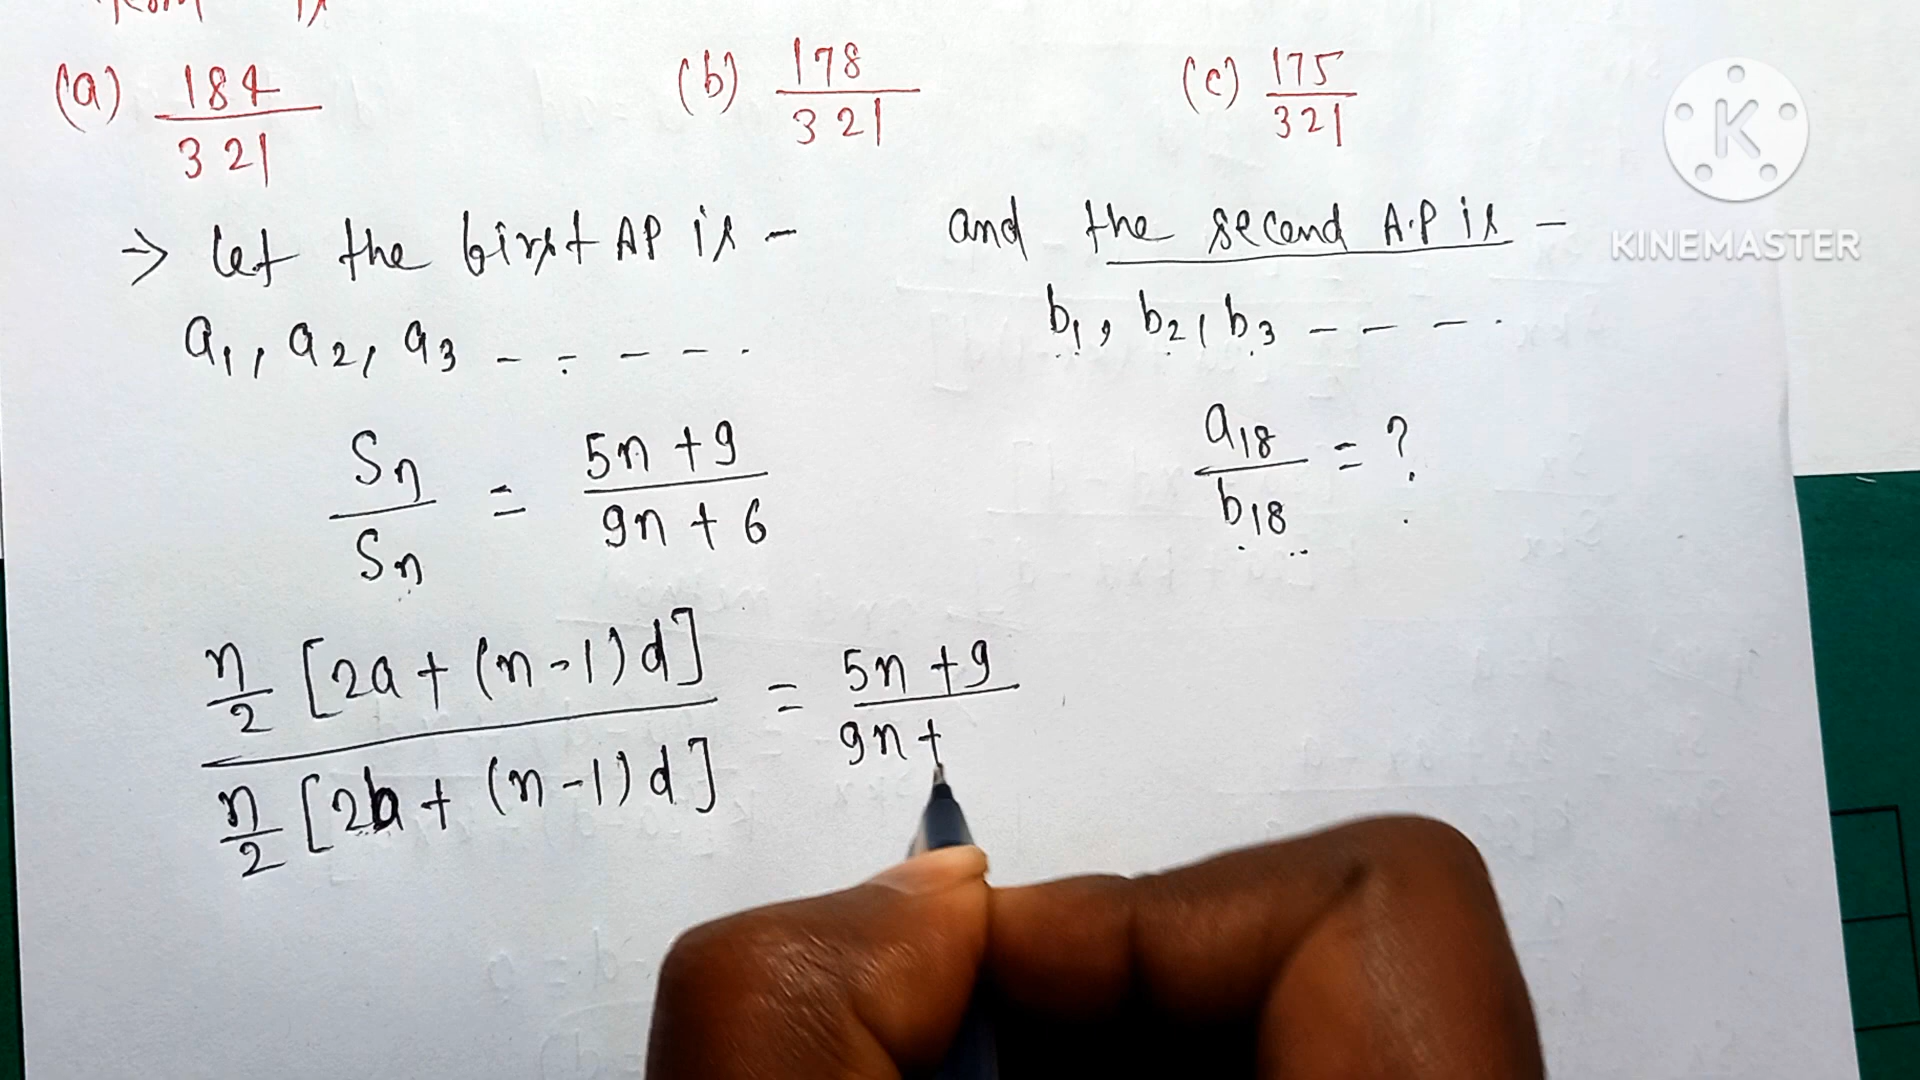 (a) 184/321 (b) 178/321 (c) 175/321
K
KINEMASTER
→ Let the first AP is - and the second A.P is -
a1, a2, a3 - - - - - . b1, b2, b3 - - - .
Sn/Sn = 5n + 9/9n + 6 a18/b18 = ?
n/2 [2a + (n-1)d] / n/2 [2b + (n-1)d] = 5n + 9/9n +